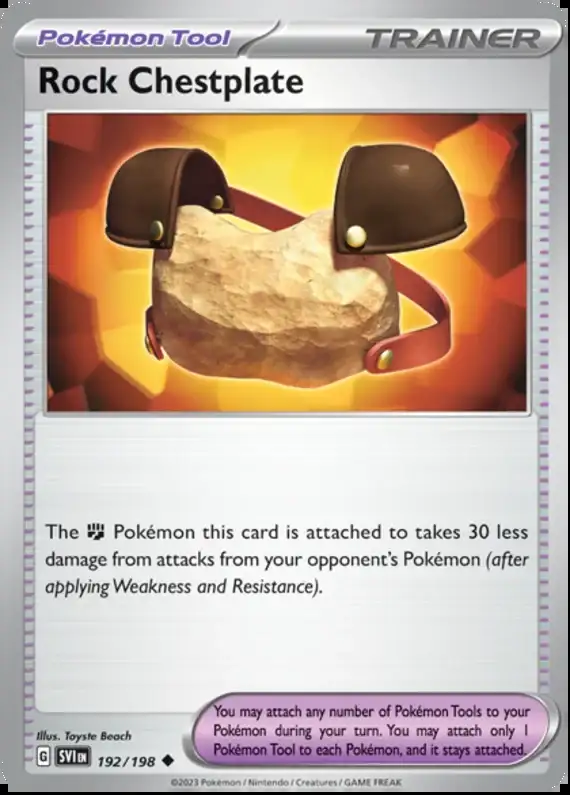 Pokémon Tool
TRAINER
Rock Chestplate
The Pokémon this card is attached to takes 30 less
damage from attacks from your opponent's Pokémon (after
applying Weakness and Resistance).
You may attach any number of Pokémon Tools to your
Pokémon during your turn. You may attach only 1
Pokémon Tool to each Pokémon, and it stays attached.
Illus. Toyste Beach
G SVI EN 192/198
©2023 Pokémon / Nintendo / Creatures / GAME FREAK